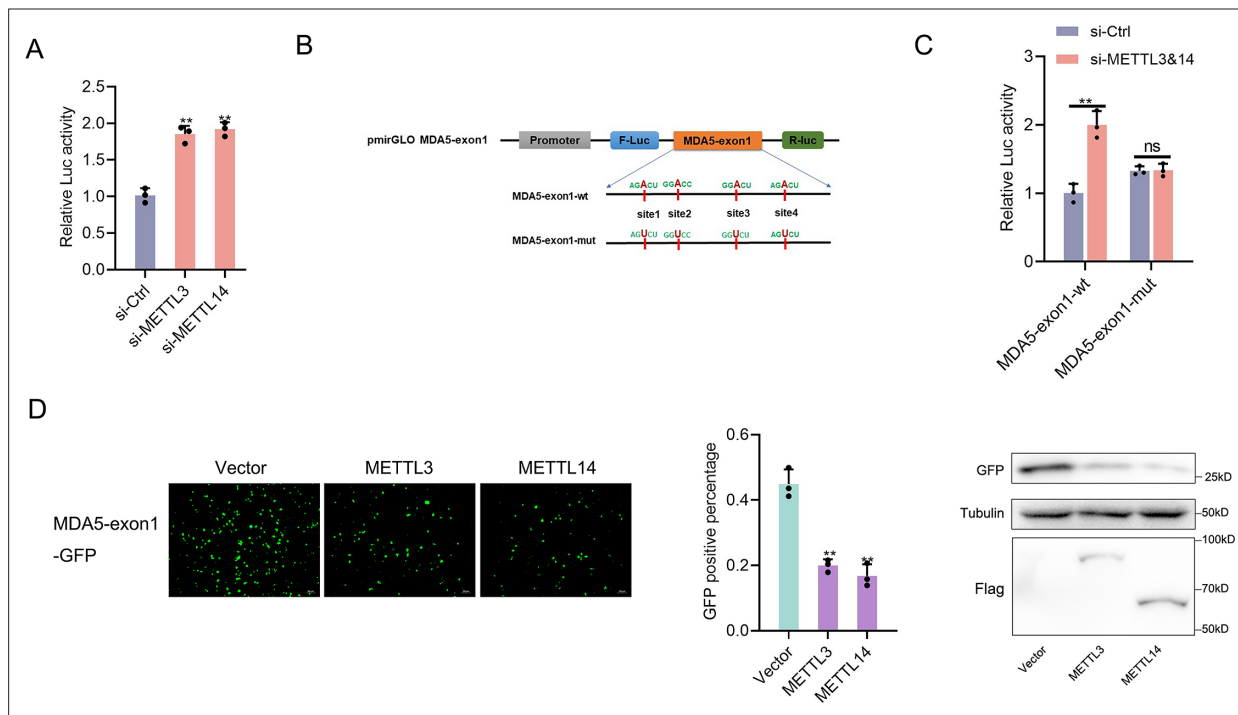 A
Relative Luc activity
2.5
2.0
1.5
1.0
0.5
0.0
**
**
si-Ctrl
si-METTL3
si-METTL14
B
pmirGLO MDA5-exon1
Promoter
F-Luc
MDA5-exon1
R-luc
AGACU GGACC GGACU AGACU
MDA5-exon1-wt
site1 site2 site3 site4
AGUCU GGUCC GGUCU AGUCU
MDA5-exon1-mut
C
si-Ctrl
si-METTL3&14
Relative Luc activity
3
2
1
0
**
ns
MDA5-exon1-wt
MDA5-exon1-mut
D
Vector METTL3 METTL14
MDA5-exon1
-GFP
GFP positive percentage
0.6
0.4
0.2
0.0
**
**
Vector
METTL3
METTL14
GFP
25kD
Tubulin
50kD
100kD
Flag
70kD
50kD
Vector
METTL3
METTL14